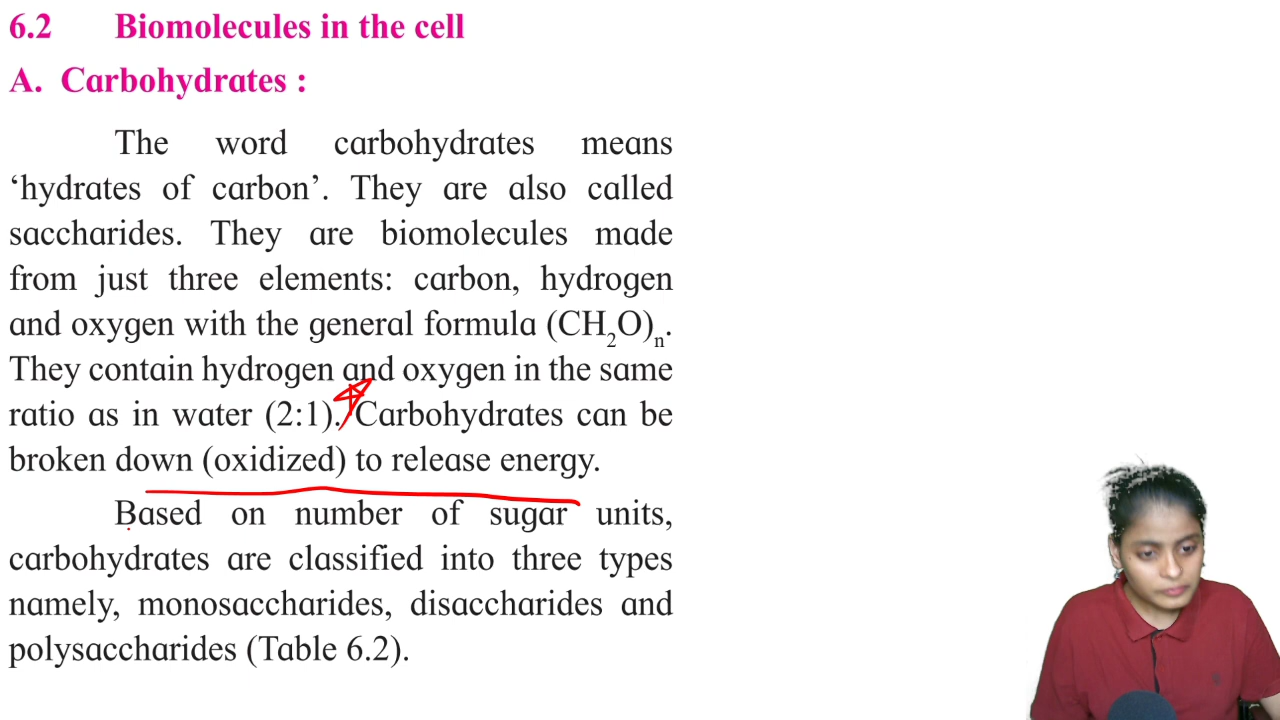 6.2 Biomolecules in the cell
A. Carbohydrates :
The word carbohydrates means
‘hydrates of carbon’. They are also called
saccharides. They are biomolecules made
from just three elements: carbon, hydrogen
and oxygen with the general formula (CH₂O)ₙ.
They contain hydrogen and oxygen in the same
ratio as in water (2:1). Carbohydrates can be
broken down (oxidized) to release energy.
Based on number of sugar units,
carbohydrates are classified into three types
namely, monosaccharides, disaccharides and
polysaccharides (Table 6.2).